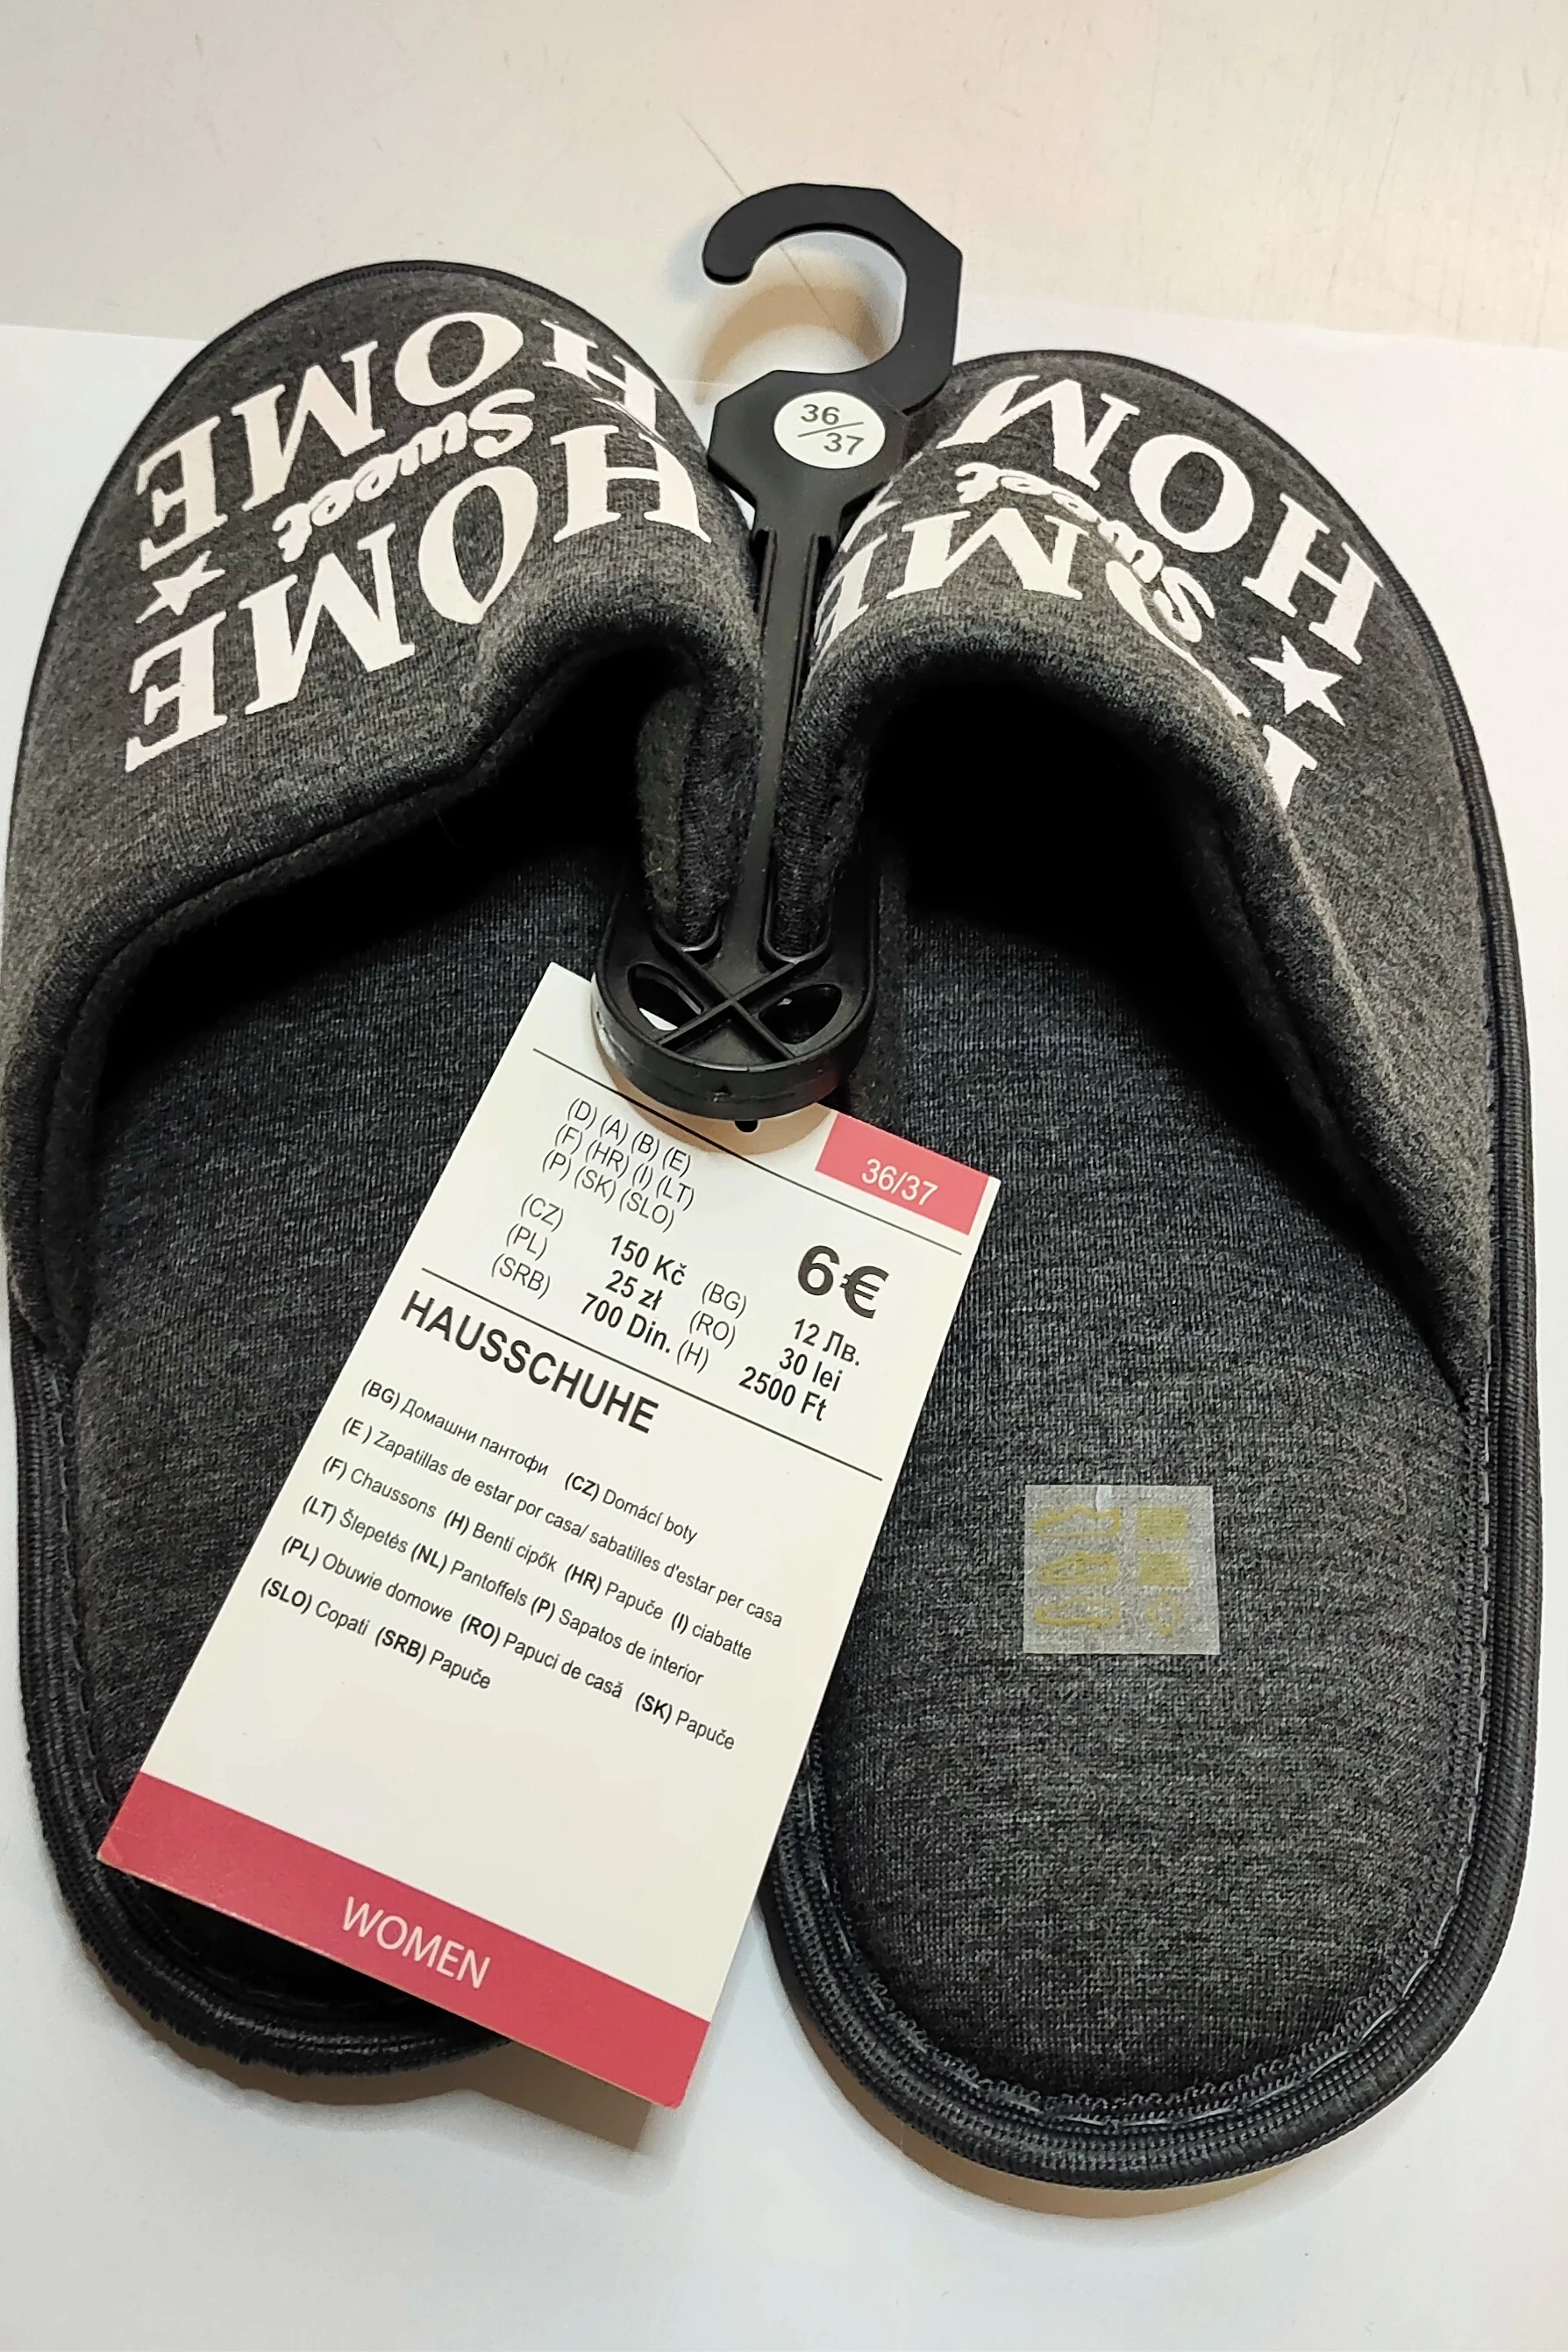 HOME
Sweet
HOME
HOM
Sweet
OME
36/37
36/37
(D) (A) (B) (E)
(F) (HR) (I) (LT)
(P) (SK) (SLO)
6€
(CZ) 150 Kč (BG) 12 Лв.
(PL) 25 zł (RO) 30 lei
(SRB) 700 Din. (H) 2500 Ft
HAUSSCHUHE
(BG) Домашни пантофи (CZ) Domácí boty
(E ) Zapatillas de estar por casa/ sabatilles d'estar per casa
(F) Chaussons (H) Benti cipők (HR) Papuče (I) ciabatte
(LT) Šlepetės (NL) Pantoffels (P) Sapatos de interior
(PL) Obuwie domowe (RO) Papuci de casă (SK) Papuče
(SLO) Copati (SRB) Papuče
WOMEN